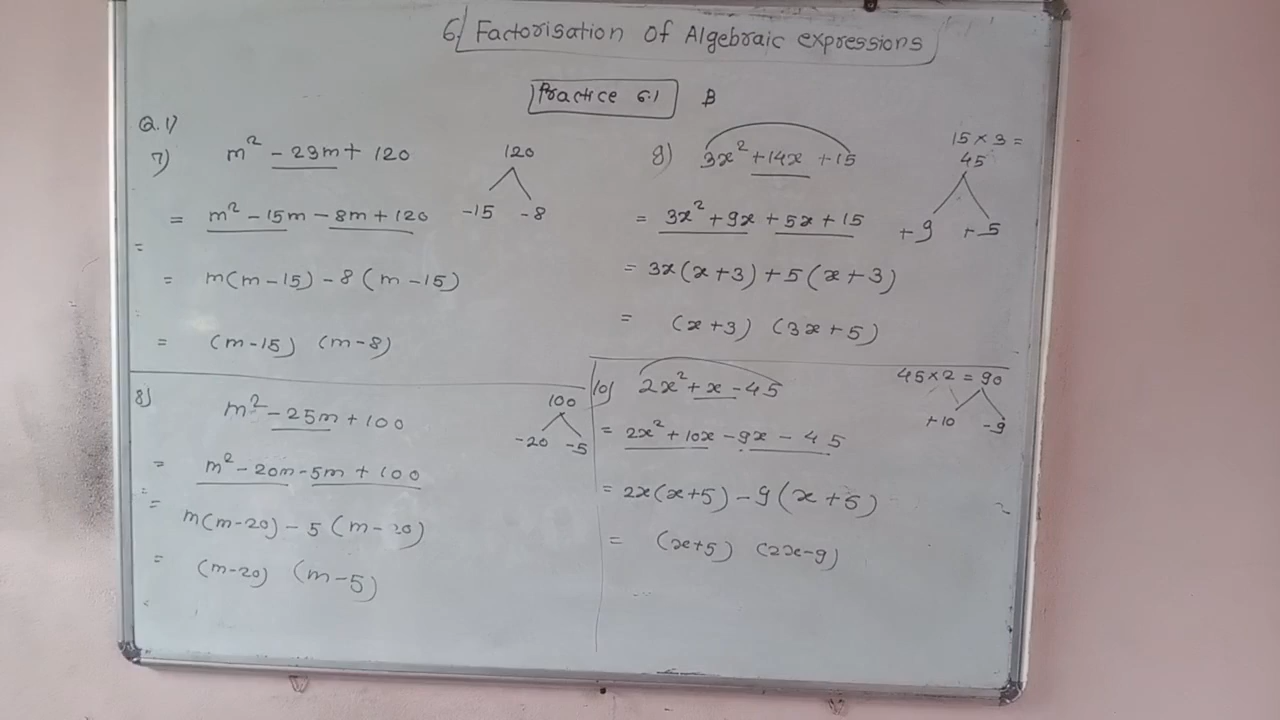 6) Factorisation of Algebraic expressions
Practice 6.1 B
Q.1)
7) m² - 23m + 120
120
-15 -8
= m² - 15m - 8m + 120
=
= m(m-15) - 8(m-15)
= (m-15) (m-8)
8) m² - 25m + 100
100
-20 -5
= m² - 20m - 5m + 100
= m(m-20) - 5(m-20)
= (m-20) (m-5)
9) 3x² + 14x + 15
15 × 3 =
45
+9 +5
= 3x² + 9x + 5x + 15
= 3x(x+3) + 5(x+3)
= (x+3) (3x+5)
10) 2x² + x - 45
45 × 2 = 90
+10 -9
= 2x² + 10x - 9x - 45
= 2x(x+5) - 9(x+5)
= (x+5) (2x-9)